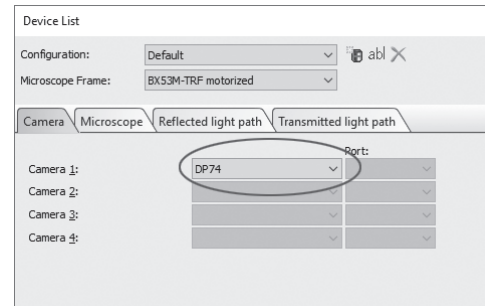 Device List
Configuration: Default abl
Microscope Frame: BX53M-TRF motorized
Camera Microscope Reflected light path Transmitted light path
Port:
Camera 1: DP74
Camera 2:
Camera 3:
Camera 4: